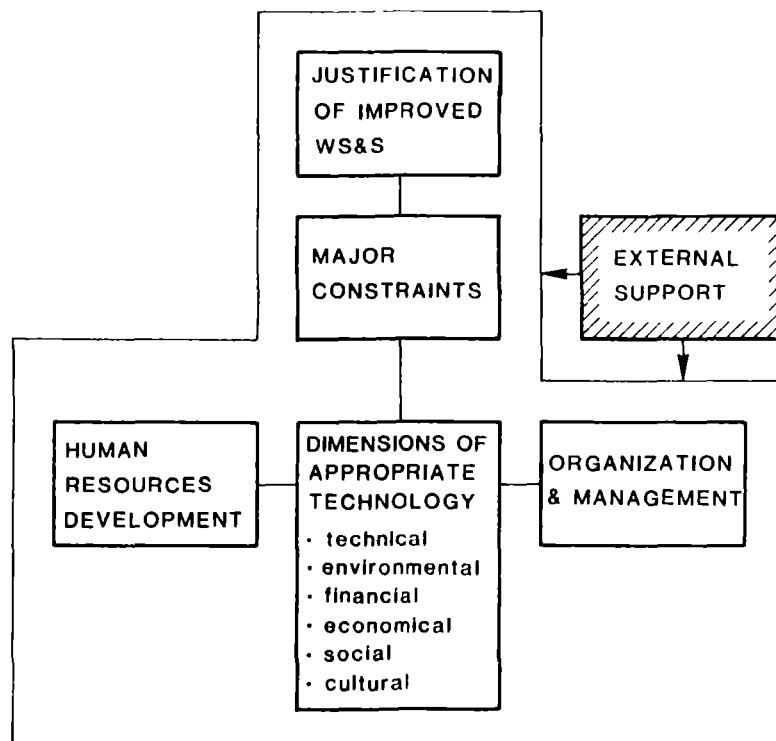 JUSTIFICATION
OF IMPROVED
WS&S
MAJOR
CONSTRAINTS
EXTERNAL
SUPPORT
HUMAN
RESOURCES
DEVELOPMENT
DIMENSIONS OF
APPROPRIATE
TECHNOLOGY
· technical
· environmental
· financial
· economical
· social
· cultural
ORGANIZATION
& MANAGEMENT